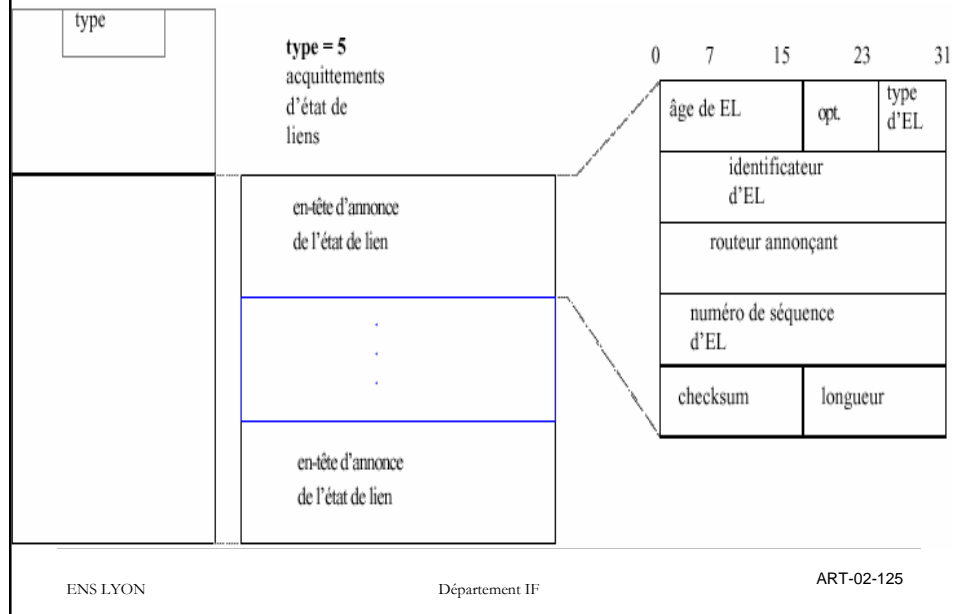 type
type = 5
acquittements
d'état de
liens
en-tête d'annonce
de l'état de lien
.
.
.
en-tête d'annonce
de l'état de lien
0 7 15 23 31
âge de EL opt. type
d'EL
identificateur
d'EL
routeur annonçant
numéro de séquence
d'EL
checksum longueur
ENS LYON Département IF ART-02-125